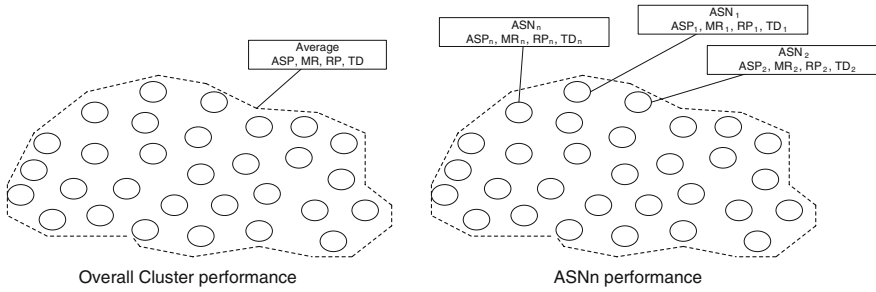 Average
ASP, MR, RP, TD
ASNₙ
ASPₙ, MRₙ, RPₙ, TDₙ
ASN₁
ASP₁, MR₁, RP₁, TD₁
ASN₂
ASP₂, MR₂, RP₂, TD₂
Overall Cluster performance
ASNn performance